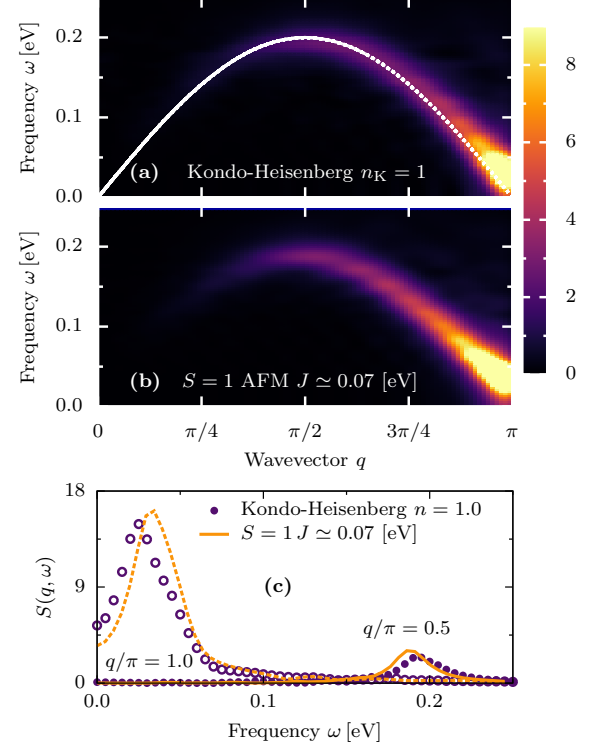 Frequency ω [eV]
0.2
0.1
0.0
(a) Kondo-Heisenberg n_K = 1
8
6
4
2
0
Frequency ω [eV]
0.2
0.1
0.0
(b) S = 1 AFM J ≃ 0.07 [eV]
0 π/4 π/2 3π/4 π
Wavevector q
S(q, ω)
18
9
0
Kondo-Heisenberg n = 1.0
S = 1 J ≃ 0.07 [eV]
(c)
q/π = 0.5
q/π = 1.0
0.0 0.1 0.2
Frequency ω [eV]